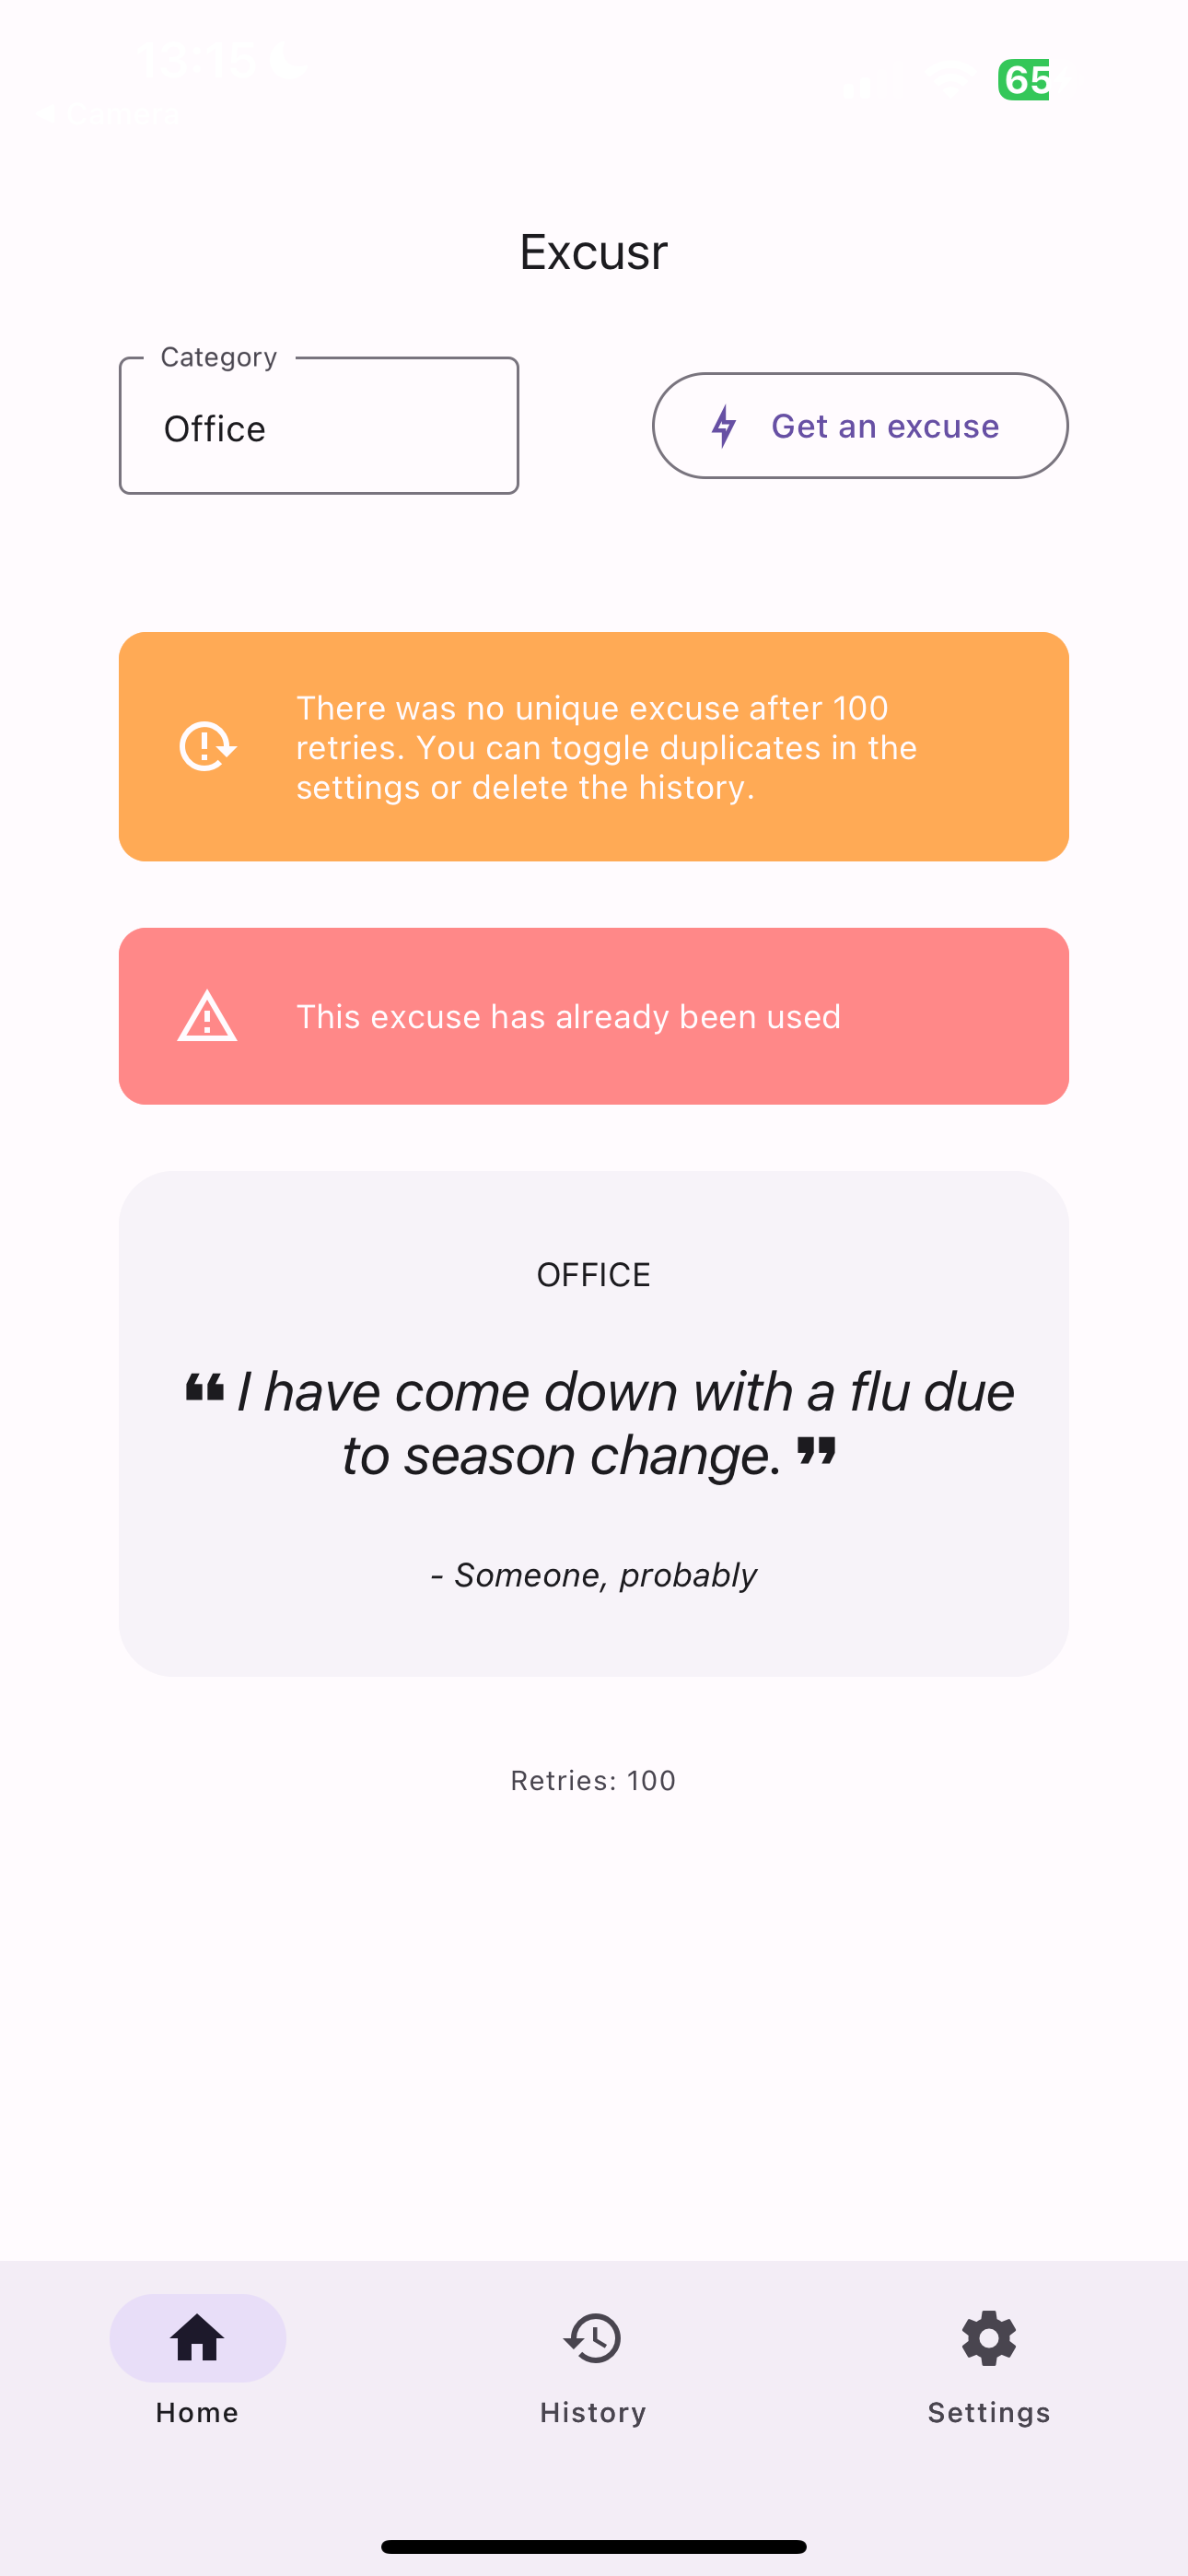 65
Excusr
Category
Office
Get an excuse
There was no unique excuse after 100
retries. You can toggle duplicates in the
settings or delete the history.
This excuse has already been used
OFFICE
❝ I have come down with a flu due
to season change. ❞
- Someone, probably
Retries: 100
Home
History
Settings